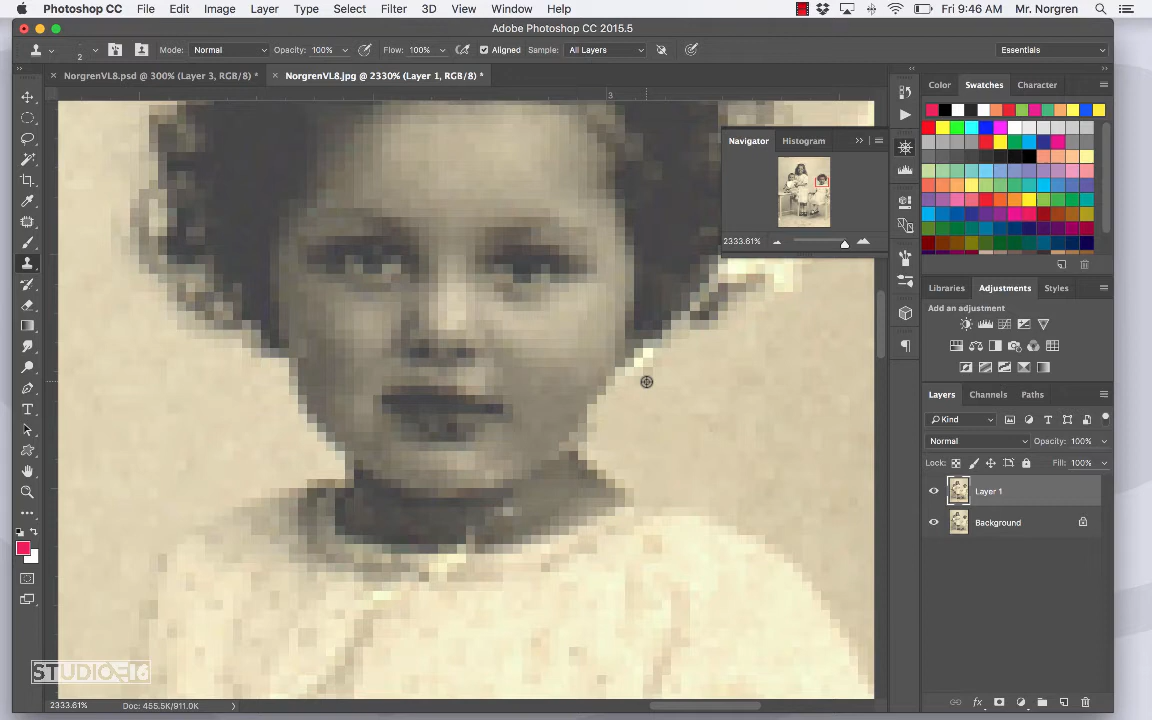 Photoshop CC File Edit Image Layer Type Select Filter 3D View Window Help Fri 9:46 AM Mr. Norgren
Adobe Photoshop CC 2015.5
2 Mode: Normal Opacity: 100% Flow: 100% Aligned Sample: All Layers Essentials
NorgrenVL8.psd @ 300% (Layer 3, RGB/8) * NorgrenVL8.jpg @ 2330% (Layer 1, RGB/8) *
3
Color Swatches Character
Navigator Histogram
2333.61%
Libraries Adjustments Styles
Add an adjustment
Layers Channels Paths
Kind
Normal Opacity: 100%
Lock: Fill: 100%
Layer 1
Background
STUDIO
2333.61% Doc: 455.5K/911.0K